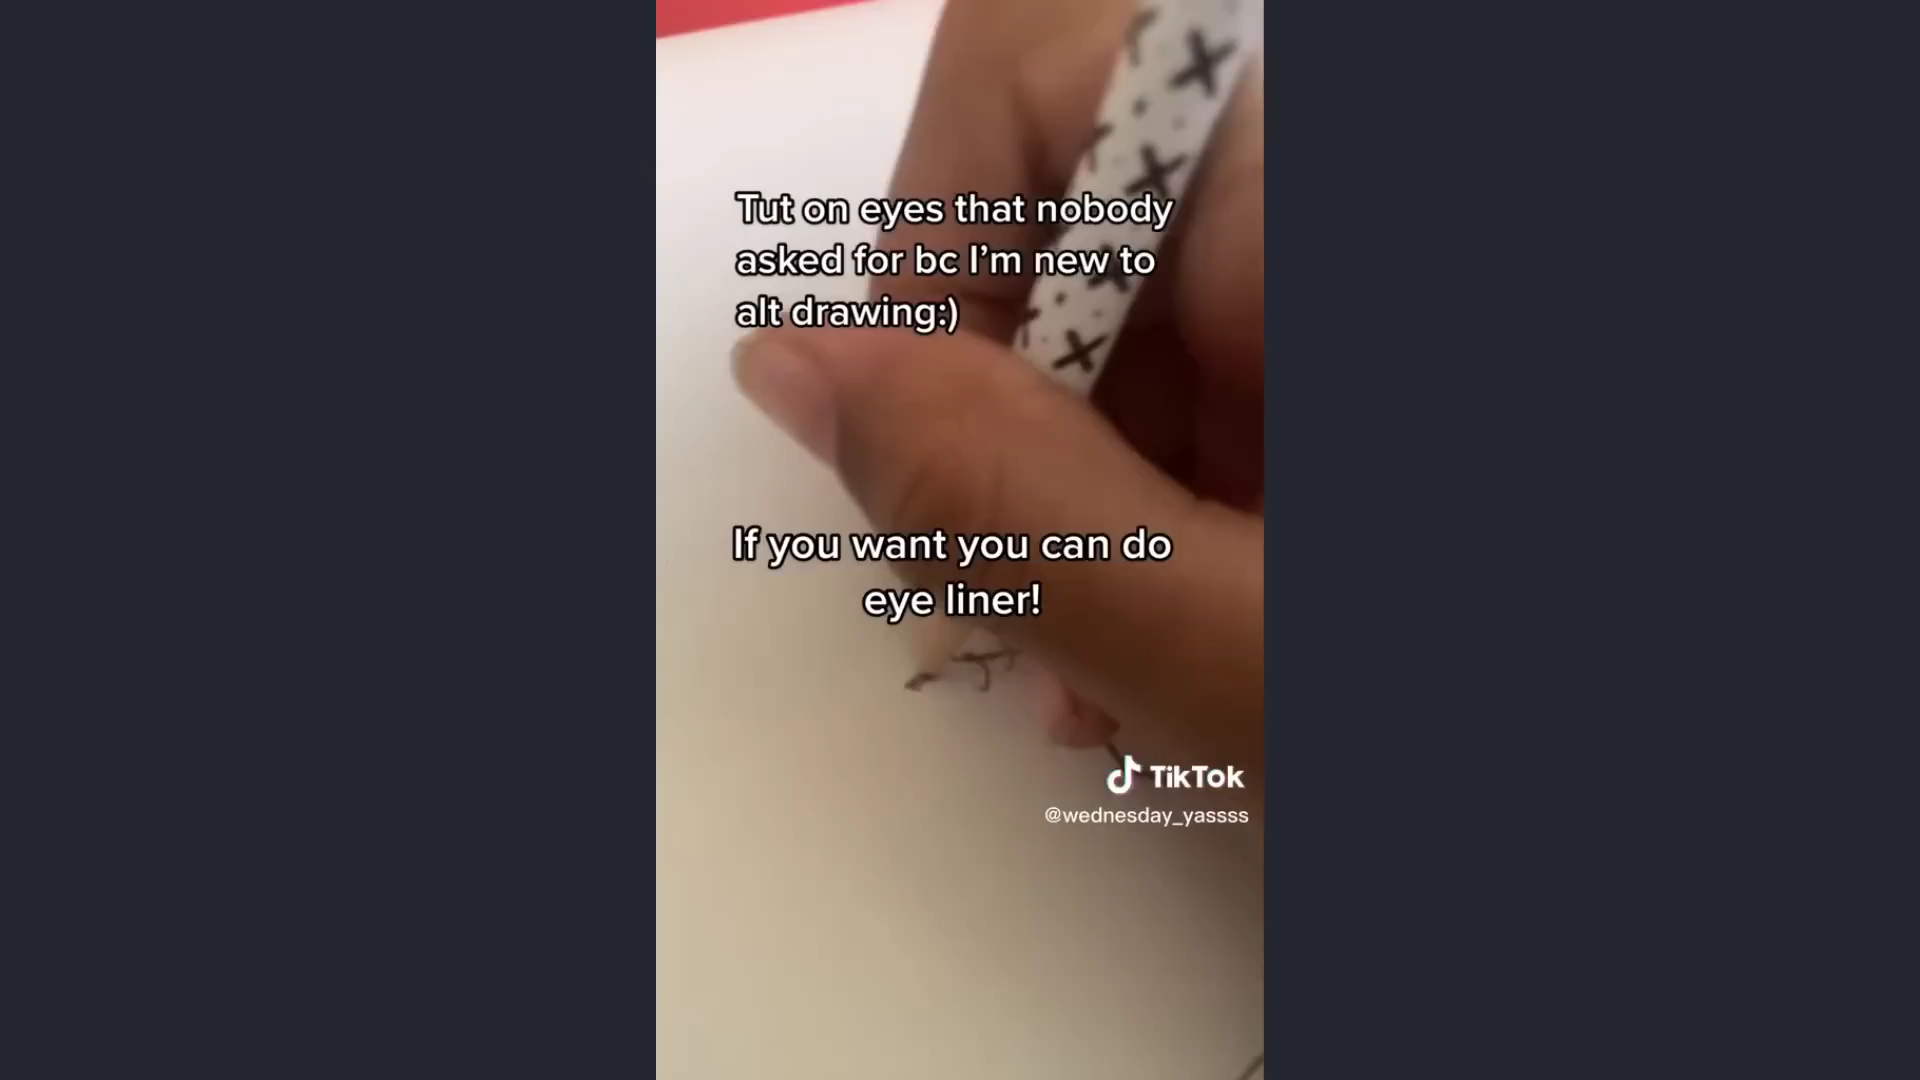 Tut on eyes that nobody
asked for bc I’m new to
alt drawing:)
If you want you can do
eye liner!
TikTok
@wednesday_yassss